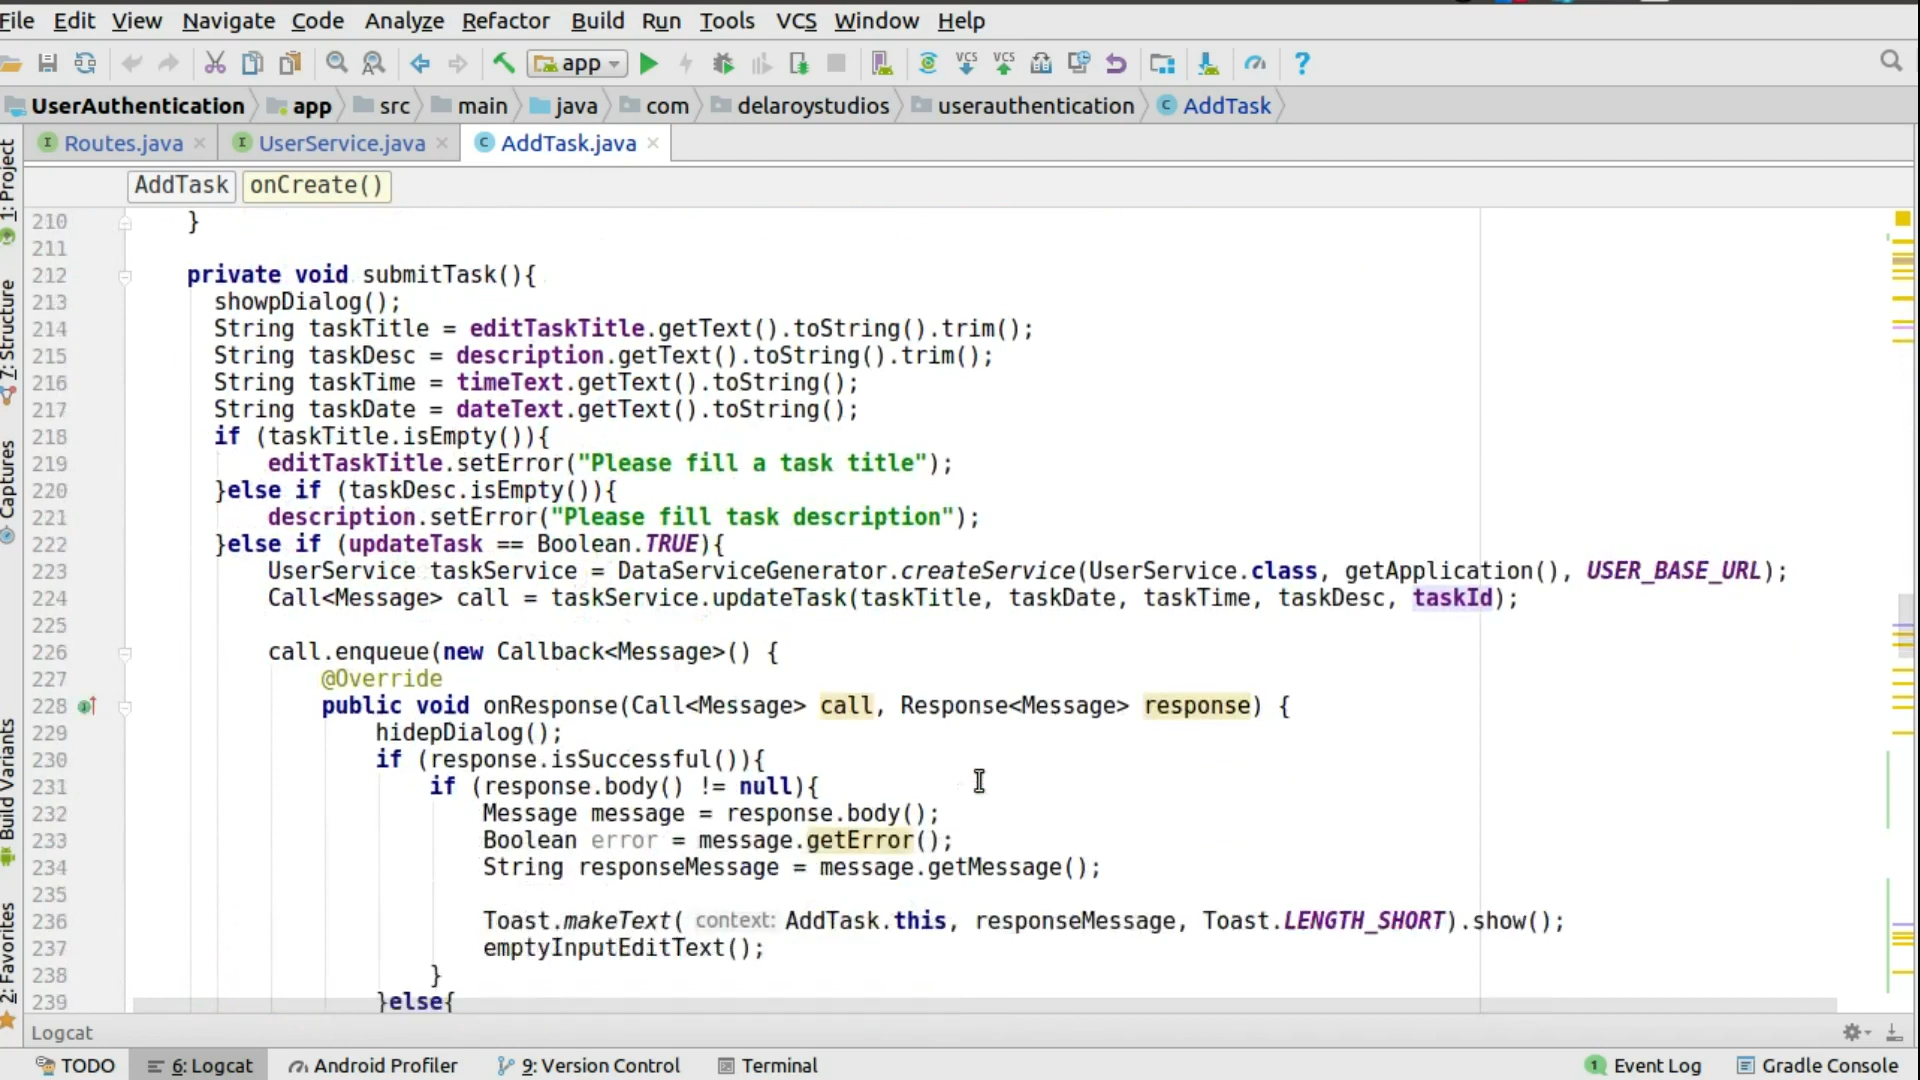 File Edit View Navigate Code Analyze Refactor Build Run Tools VCS Window Help
app VCS VCS ?
UserAuthentication app src main java com delaroystudios userauthentication AddTask
Routes.java UserService.java AddTask.java
AddTask onCreate()
210 }
211
212 private void submitTask(){
213 showpDialog();
214 String taskTitle = editTaskTitle.getText().toString().trim();
215 String taskDesc = description.getText().toString().trim();
216 String taskTime = timeText.getText().toString();
217 String taskDate = dateText.getText().toString();
218 if (taskTitle.isEmpty()){
219 editTaskTitle.setError("Please fill a task title");
220 }else if (taskDesc.isEmpty()){
221 description.setError("Please fill task description");
222 }else if (updateTask == Boolean.TRUE){
223 UserService taskService = DataServiceGenerator.createService(UserService.class, getApplication(), USER_BASE_URL);
224 Call<Message> call = taskService.updateTask(taskTitle, taskDate, taskTime, taskDesc, taskId);
225
226 call.enqueue(new Callback<Message>() {
227 @Override
228 public void onResponse(Call<Message> call, Response<Message> response) {
229 hidepDialog();
230 if (response.isSuccessful()){
231 if (response.body() != null){
232 Message message = response.body();
233 Boolean error = message.getError();
234 String responseMessage = message.getMessage();
235
236 Toast.makeText( context: AddTask.this, responseMessage, Toast.LENGTH_SHORT).show();
237 emptyInputEditText();
238 }
239 }else{
1: Project
7: Structure
Captures
Build Variants
2: Favorites
Logcat
TODO 6: Logcat Android Profiler 9: Version Control Terminal 1 Event Log Gradle Console